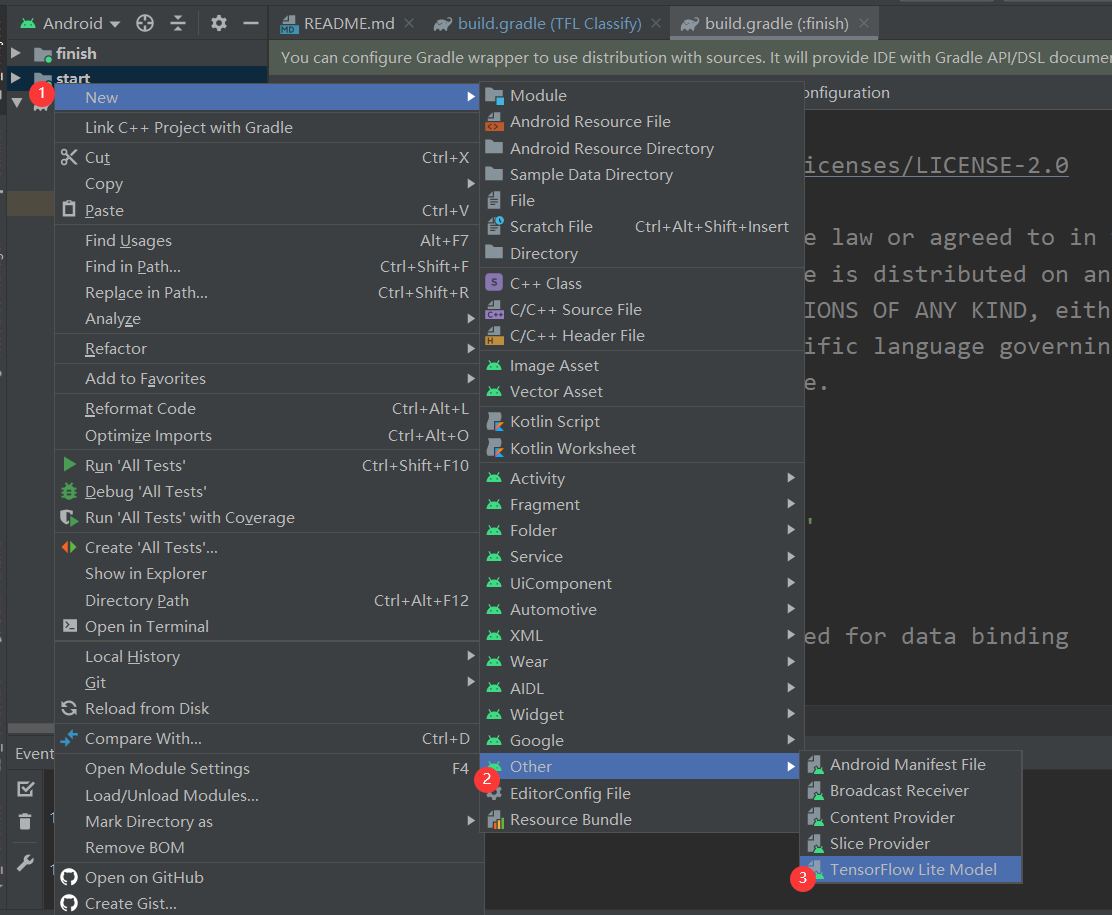 Android
README.md
build.gradle (TFL Classify)
build.gradle (:finish)
finish
You can configure Gradle wrapper to use distribution with sources. It will provide IDE with Gradle API/DSL
start
1
New
Link C++ Project with Gradle
Cut Ctrl+X
Copy
Paste Ctrl+V
Find Usages Alt+F7
Find in Path... Ctrl+Shift+F
Replace in Path... Ctrl+Shift+R
Analyze
Refactor
Add to Favorites
Reformat Code Ctrl+Alt+L
Optimize Imports Ctrl+Alt+O
Run 'All Tests' Ctrl+Shift+F10
Debug 'All Tests'
Run 'All Tests' with Coverage
Create 'All Tests'...
Show in Explorer
Directory Path Ctrl+Alt+F12
Open in Terminal
Local History
Git
Reload from Disk
Compare With... Ctrl+D
Open Module Settings F4
Load/Unload Modules...
Mark Directory as
Remove BOM
Open on GitHub
Create Gist...
Event
Module
Android Resource File
Android Resource Directory
Sample Data Directory
File
Scratch File Ctrl+Alt+Shift+Insert
Directory
S C++ Class
C++ C/C++ Source File
H C/C++ Header File
Image Asset
Vector Asset
Kotlin Script
Kotlin Worksheet
Activity
Fragment
Folder
Service
UiComponent
Automotive
XML
Wear
AIDL
Widget
Google
Other
2
EditorConfig File
Resource Bundle
Android Manifest File
Broadcast Receiver
Content Provider
Slice Provider
3 TensorFlow Lite Model
onfiguration
icenses/LICENSE-2.0
e law or agreed to in
e is distributed on an
IONS OF ANY KIND, eith
ific language governin
e.
'
ed for data binding